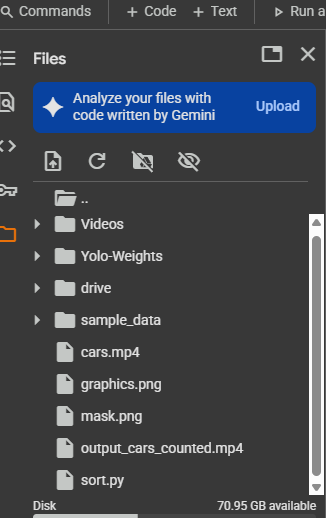 Commands + Code + Text Run a
Files
Analyze your files with
code written by Gemini
Upload
..
Videos
Yolo-Weights
drive
sample_data
cars.mp4
graphics.png
mask.png
output_cars_counted.mp4
sort.py
Disk 70.95 GB available